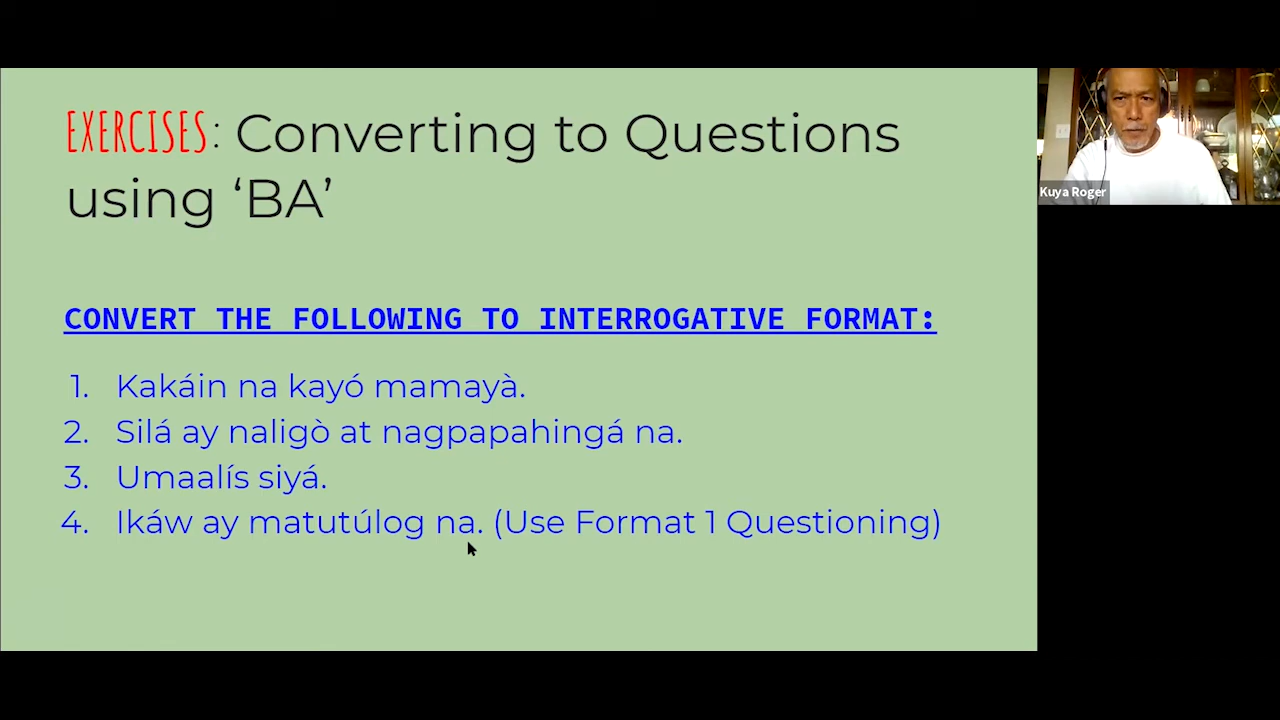 EXERCISES: Converting to Questions
using ‘BA’
CONVERT THE FOLLOWING TO INTERROGATIVE FORMAT:
1. Kakáin na kayó mamayà.
2. Silá ay naligò at nagpapahingá na.
3. Umaalís siyá.
4. Ikáw ay matutúlog na. (Use Format 1 Questioning)
Kuya Roger